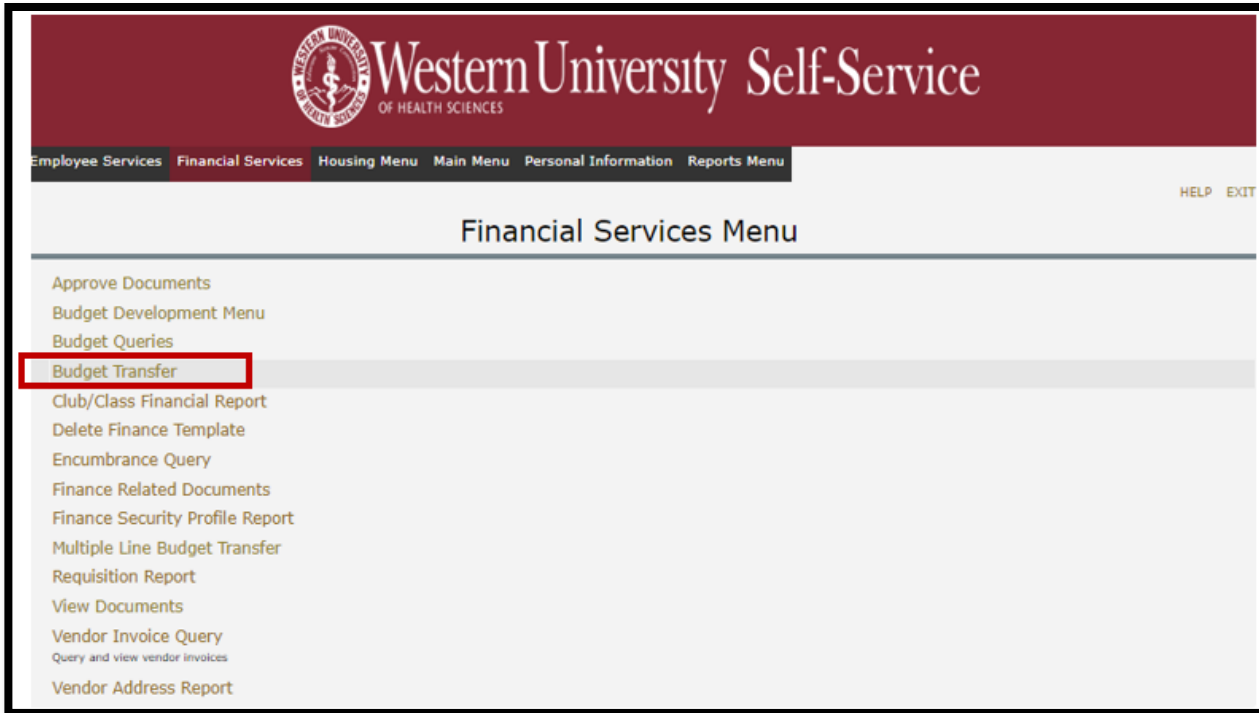 Western University Self-Service
OF HEALTH SCIENCES
Employee Services Financial Services Housing Menu Main Menu Personal Information Reports Menu
HELP EXIT
Financial Services Menu
Approve Documents
Budget Development Menu
Budget Queries
Budget Transfer
Club/Class Financial Report
Delete Finance Template
Encumbrance Query
Finance Related Documents
Finance Security Profile Report
Multiple Line Budget Transfer
Requisition Report
View Documents
Vendor Invoice Query
Query and view vendor invoices
Vendor Address Report